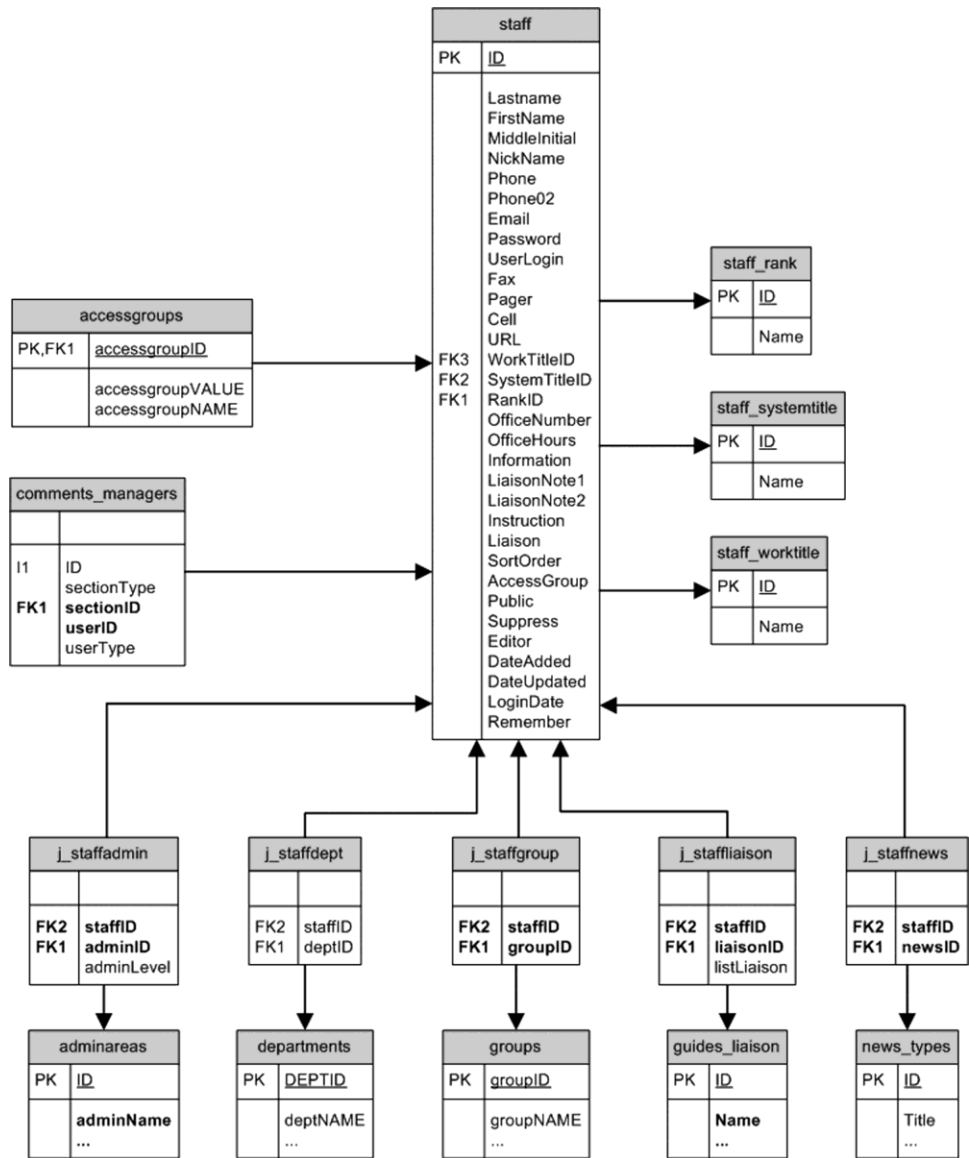 staff
PK ID
Lastname
FirstName
MiddleInitial
NickName
Phone
Phone02
Email
Password
UserLogin
Fax
Pager
Cell
URL
FK3 WorkTitleID
FK2 SystemTitleID
FK1 RankID
OfficeNumber
OfficeHours
Information
LiaisonNote1
LiaisonNote2
Instruction
Liaison
SortOrder
AccessGroup
Public
Suppress
Editor
DateAdded
DateUpdated
LoginDate
Remember
accessgroups
PK,FK1 accessgroupID
accessgroupVALUE
accessgroupNAME
comments_managers
I1 ID
sectionType
FK1 sectionID
userID
userType
staff_rank
PK ID
Name
staff_systemtitle
PK ID
Name
staff_worktitle
PK ID
Name
j_staffadmin
FK2 staffID
FK1 adminID
adminLevel
j_staffdept
FK2 staffID
FK1 deptID
j_staffgroup
FK2 staffID
FK1 groupID
j_staffliaison
FK2 staffID
FK1 liaisonID
listLiaison
j_staffnews
FK2 staffID
FK1 newsID
adminareas
PK ID
adminName
...
departments
PK DEPTID
deptNAME
...
groups
PK groupID
groupNAME
...
guides_liaison
PK ID
Name
...
news_types
PK ID
Title
...